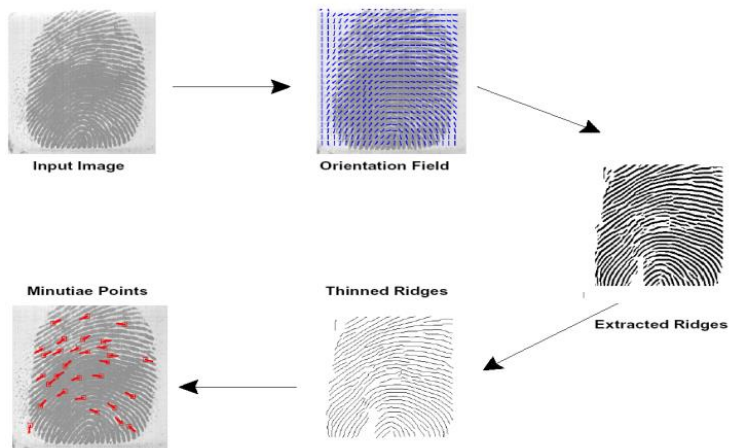 Input Image
Orientation Field
Extracted Ridges
Thinned Ridges
Minutiae Points